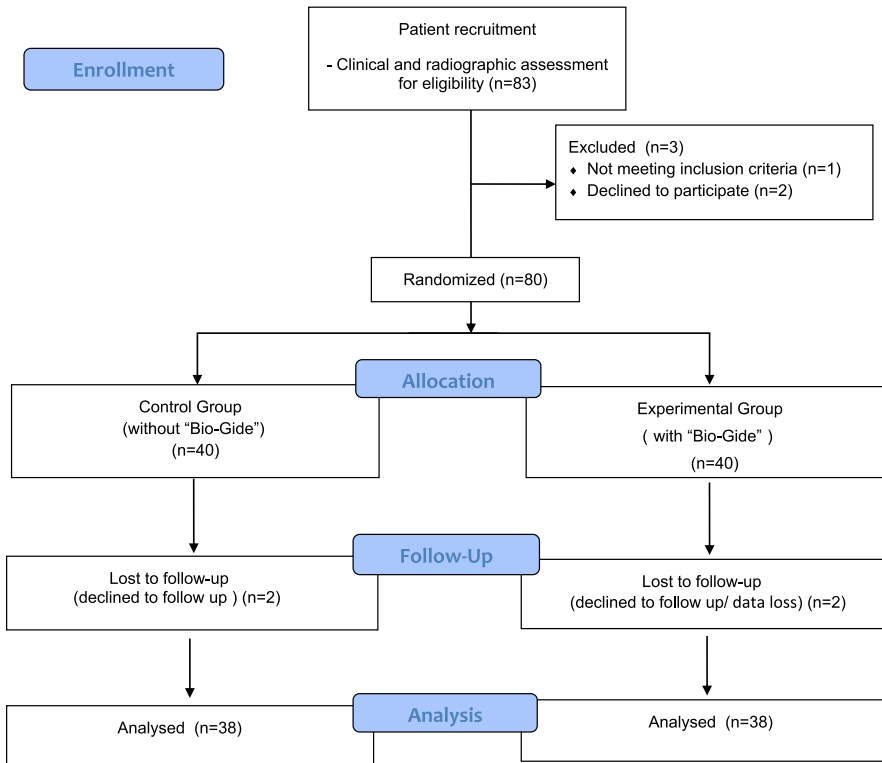 Patient recruitment
- Clinical and radiographic assessment
for eligibility (n=83)
Enrollment
Excluded (n=3)
♦ Not meeting inclusion criteria (n=1)
♦ Declined to participate (n=2)
Randomized (n=80)
Allocation
Control Group
(without “Bio-Gide”)
(n=40)
Experimental Group
( with “Bio-Gide” )
(n=40)
Follow-Up
Lost to follow-up
(declined to follow up ) (n=2)
Lost to follow-up
(declined to follow up/ data loss) (n=2)
Analysis
Analysed (n=38)
Analysed (n=38)